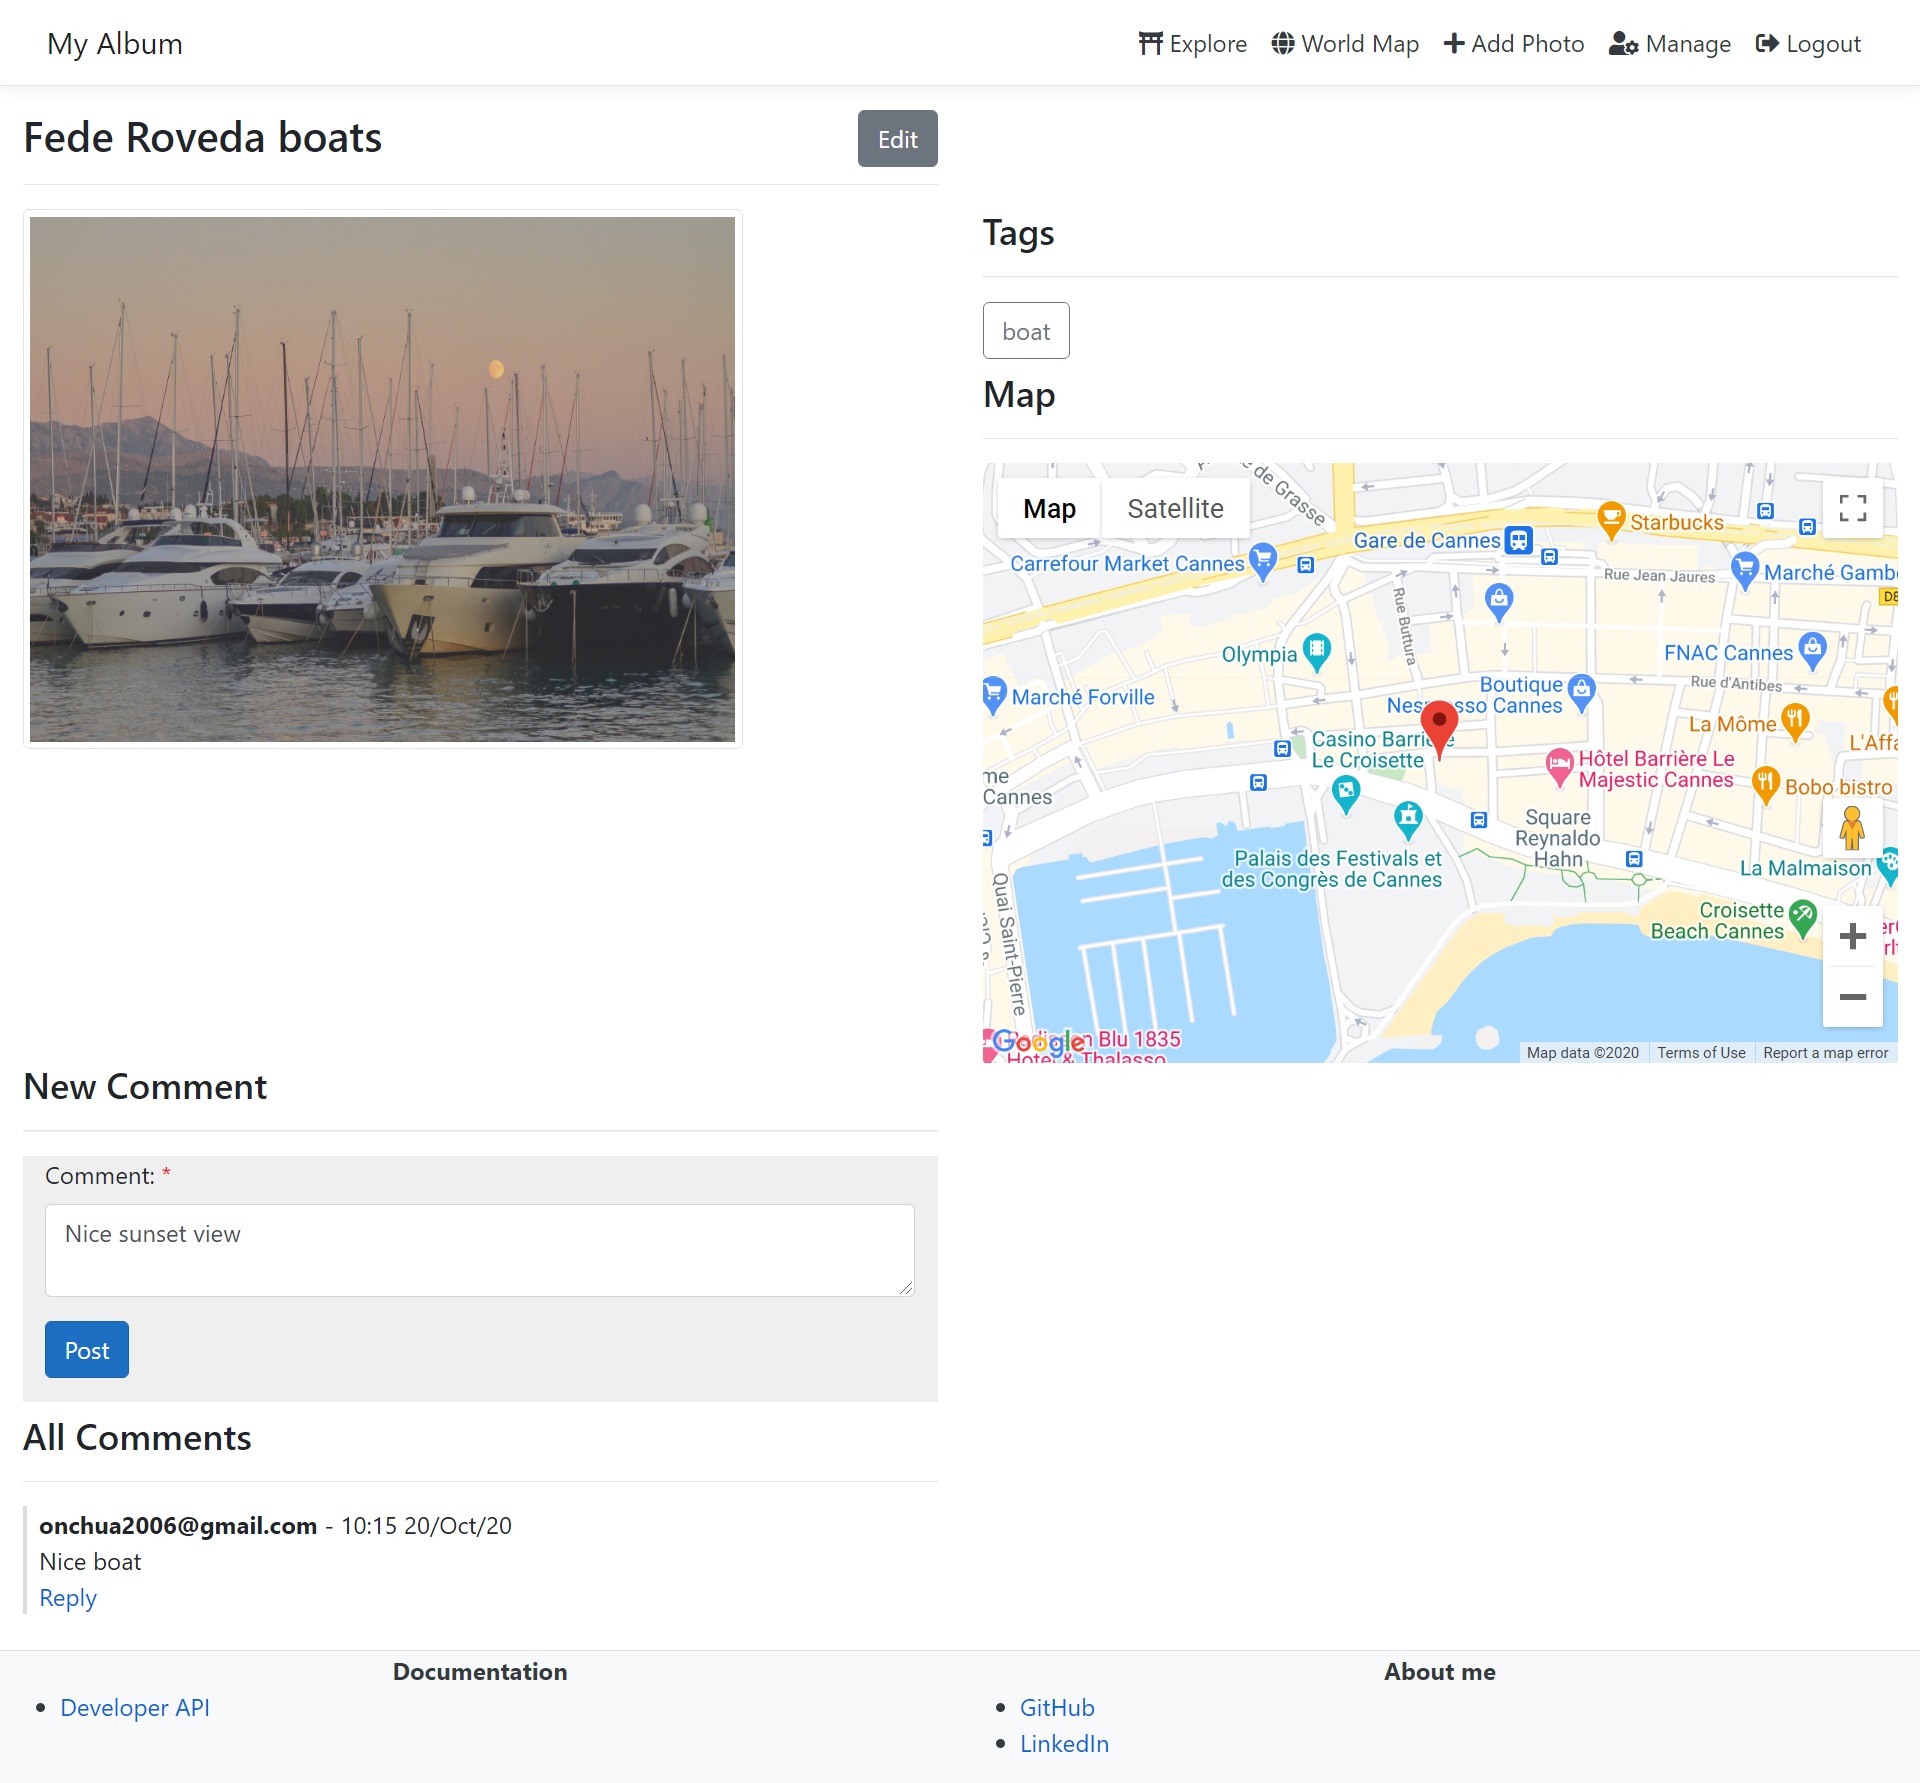 My Album
Explore
World Map
Add Photo
Manage
Logout
Fede Roveda boats
Edit
Tags
boat
Map
Map
Satellite
de Grasse
Starbucks
Gare de Cannes
Carrefour Market Cannes
Rue Jean Jaures
Marché Gambe
D6
Rue Buttura
Olympia
FNAC Cannes
Boutique
Nespresso Cannes
Rue d'Antibes
Marché Forville
La Môme
Casino Barrière
Le Croisette
L'Affa
Hôtel Barrière Le
Majestic Cannes
me
Cannes
Bobo bistro
Square
Reynaldo
Hahn
Palais des Festivals et
des Congrès de Cannes
La Malmaison
Quai Saint-Pierre
Croisette
Beach Cannes
Google
Radisson Blu 1835
Hotel & Thalasso
Map data ©2020
Terms of Use
Report a map error
New Comment
Comment: *
Nice sunset view
Post
All Comments
onchua2006@gmail.com - 10:15 20/Oct/20
Nice boat
Reply
Documentation
Developer API
About me
GitHub
LinkedIn